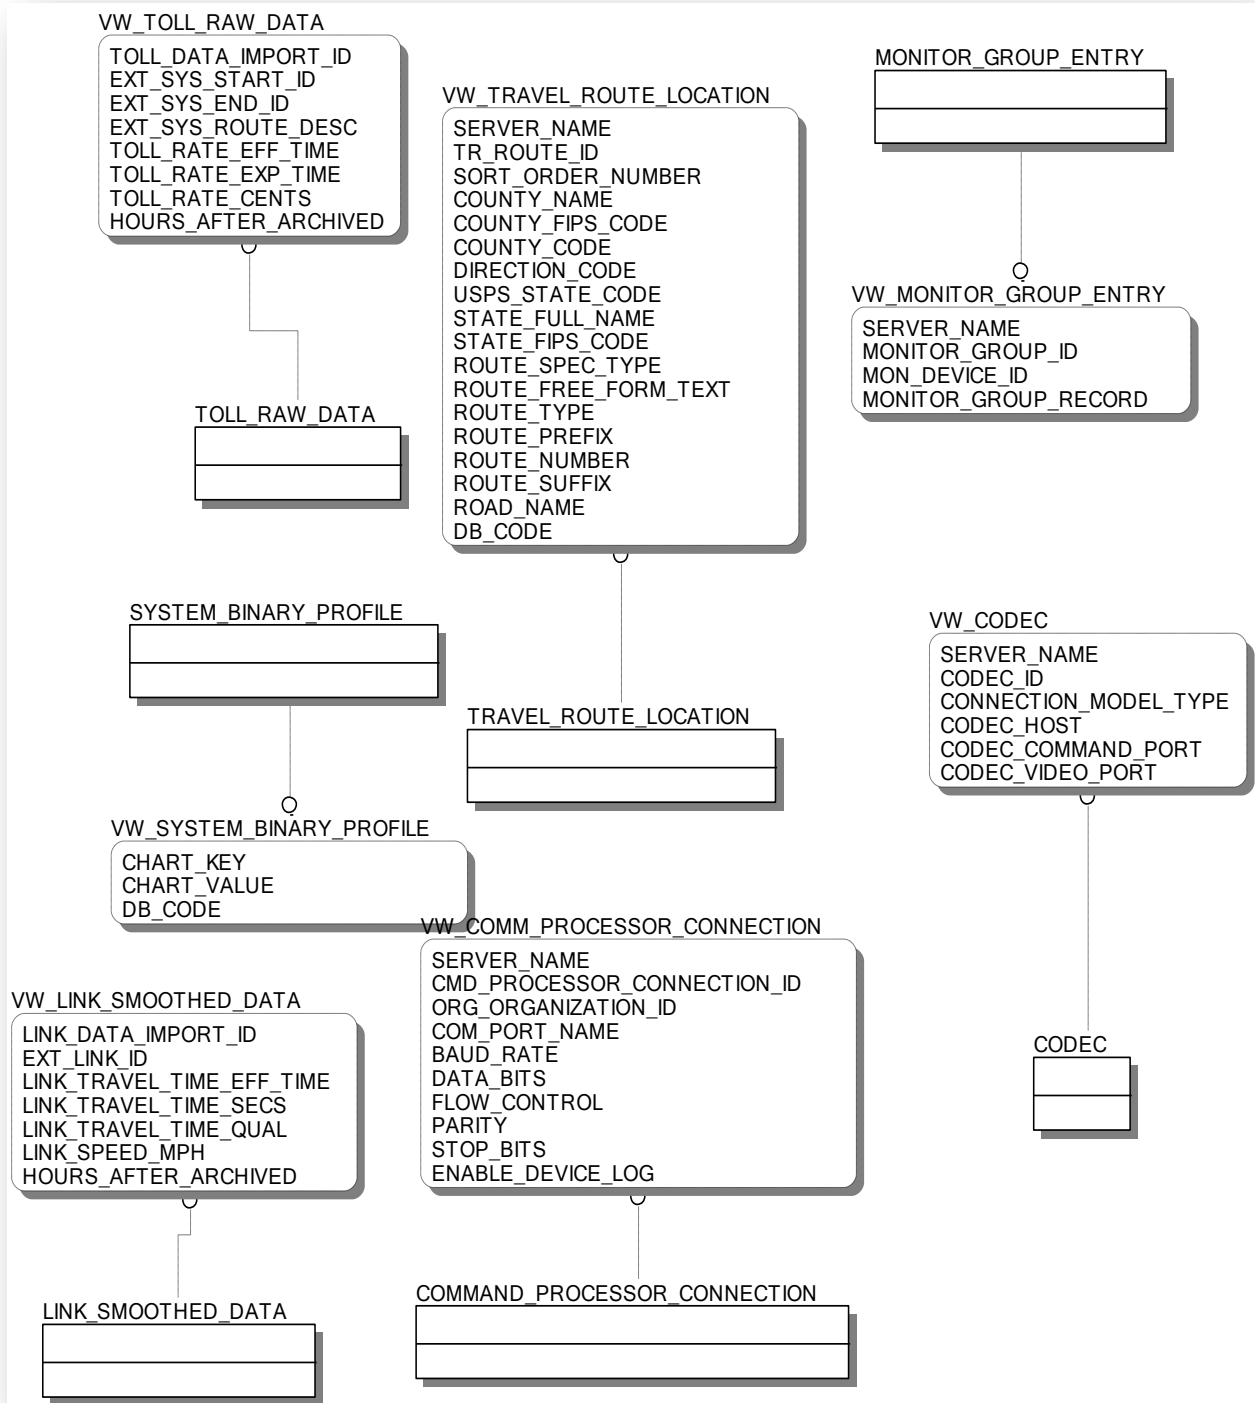 VW_TOLL_RAW_DATA
TOLL_DATA_IMPORT_ID
EXT_SYS_START_ID
EXT_SYS_END_ID
EXT_SYS_ROUTE_DESC
TOLL_RATE_EFF_TIME
TOLL_RATE_EXP_TIME
TOLL_RATE_CENTS
HOURS_AFTER_ARCHIVED
TOLL_RAW_DATA
VW_TRAVEL_ROUTE_LOCATION
SERVER_NAME
TR_ROUTE_ID
SORT_ORDER_NUMBER
COUNTY_NAME
COUNTY_FIPS_CODE
COUNTY_CODE
DIRECTION_CODE
USPS_STATE_CODE
STATE_FULL_NAME
STATE_FIPS_CODE
ROUTE_SPEC_TYPE
ROUTE_FREE_FORM_TEXT
ROUTE_TYPE
ROUTE_PREFIX
ROUTE_NUMBER
ROUTE_SUFFIX
ROAD_NAME
DB_CODE
TRAVEL_ROUTE_LOCATION
MONITOR_GROUP_ENTRY
VW_MONITOR_GROUP_ENTRY
SERVER_NAME
MONITOR_GROUP_ID
MON_DEVICE_ID
MONITOR_GROUP_RECORD
SYSTEM_BINARY_PROFILE
VW_SYSTEM_BINARY_PROFILE
CHART_KEY
CHART_VALUE
DB_CODE
VW_CODEC
SERVER_NAME
CODEC_ID
CONNECTION_MODEL_TYPE
CODEC_HOST
CODEC_COMMAND_PORT
CODEC_VIDEO_PORT
CODEC
VW_COMM_PROCESSOR_CONNECTION
SERVER_NAME
CMD_PROCESSOR_CONNECTION_ID
ORG_ORGANIZATION_ID
COM_PORT_NAME
BAUD_RATE
DATA_BITS
FLOW_CONTROL
PARITY
STOP_BITS
ENABLE_DEVICE_LOG
COMMAND_PROCESSOR_CONNECTION
VW_LINK_SMOOTHED_DATA
LINK_DATA_IMPORT_ID
EXT_LINK_ID
LINK_TRAVEL_TIME_EFF_TIME
LINK_TRAVEL_TIME_SECS
LINK_TRAVEL_TIME_QUAL
LINK_SPEED_MPH
HOURS_AFTER_ARCHIVED
LINK_SMOOTHED_DATA